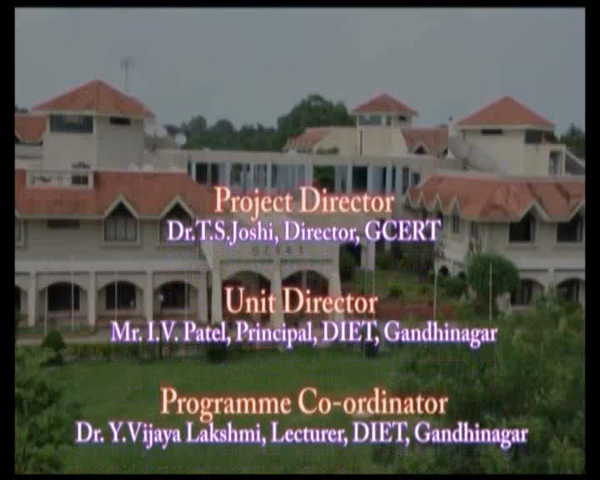 Project Director
Dr.T.S.Joshi, Director, GCERT
Unit Director
Mr. I.V. Patel, Principal, DIET, Gandhinagar
Programme Co-ordinator
Dr. Y.Vijaya Lakshmi, Lecturer, DIET, Gandhinagar